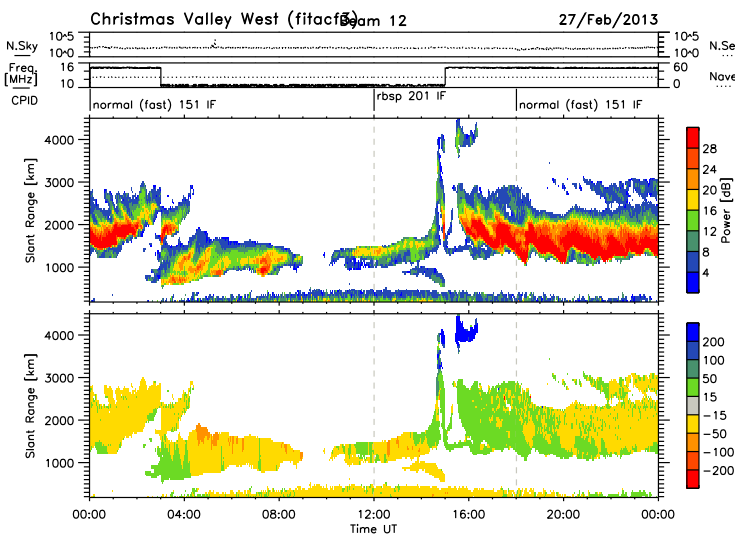 Christmas Valley West (fitacf3) Beam 12 27/Feb/2013
N.Sky 10^5 10^0 10^5 10^0 N.Se
Freq. [MHz] 16 10 60 0 Nave
CPID normal (fast) 151 IF rbsp 201 IF normal (fast) 151 IF
Slant Range [km] 4000 3000 2000 1000
28 24 20 16 12 8 4 Power [dB]
Slant Range [km] 4000 3000 2000 1000
200 100 50 15 -15 -50 -100 -200
00:00 04:00 08:00 12:00 16:00 20:00 00:00
Time UT